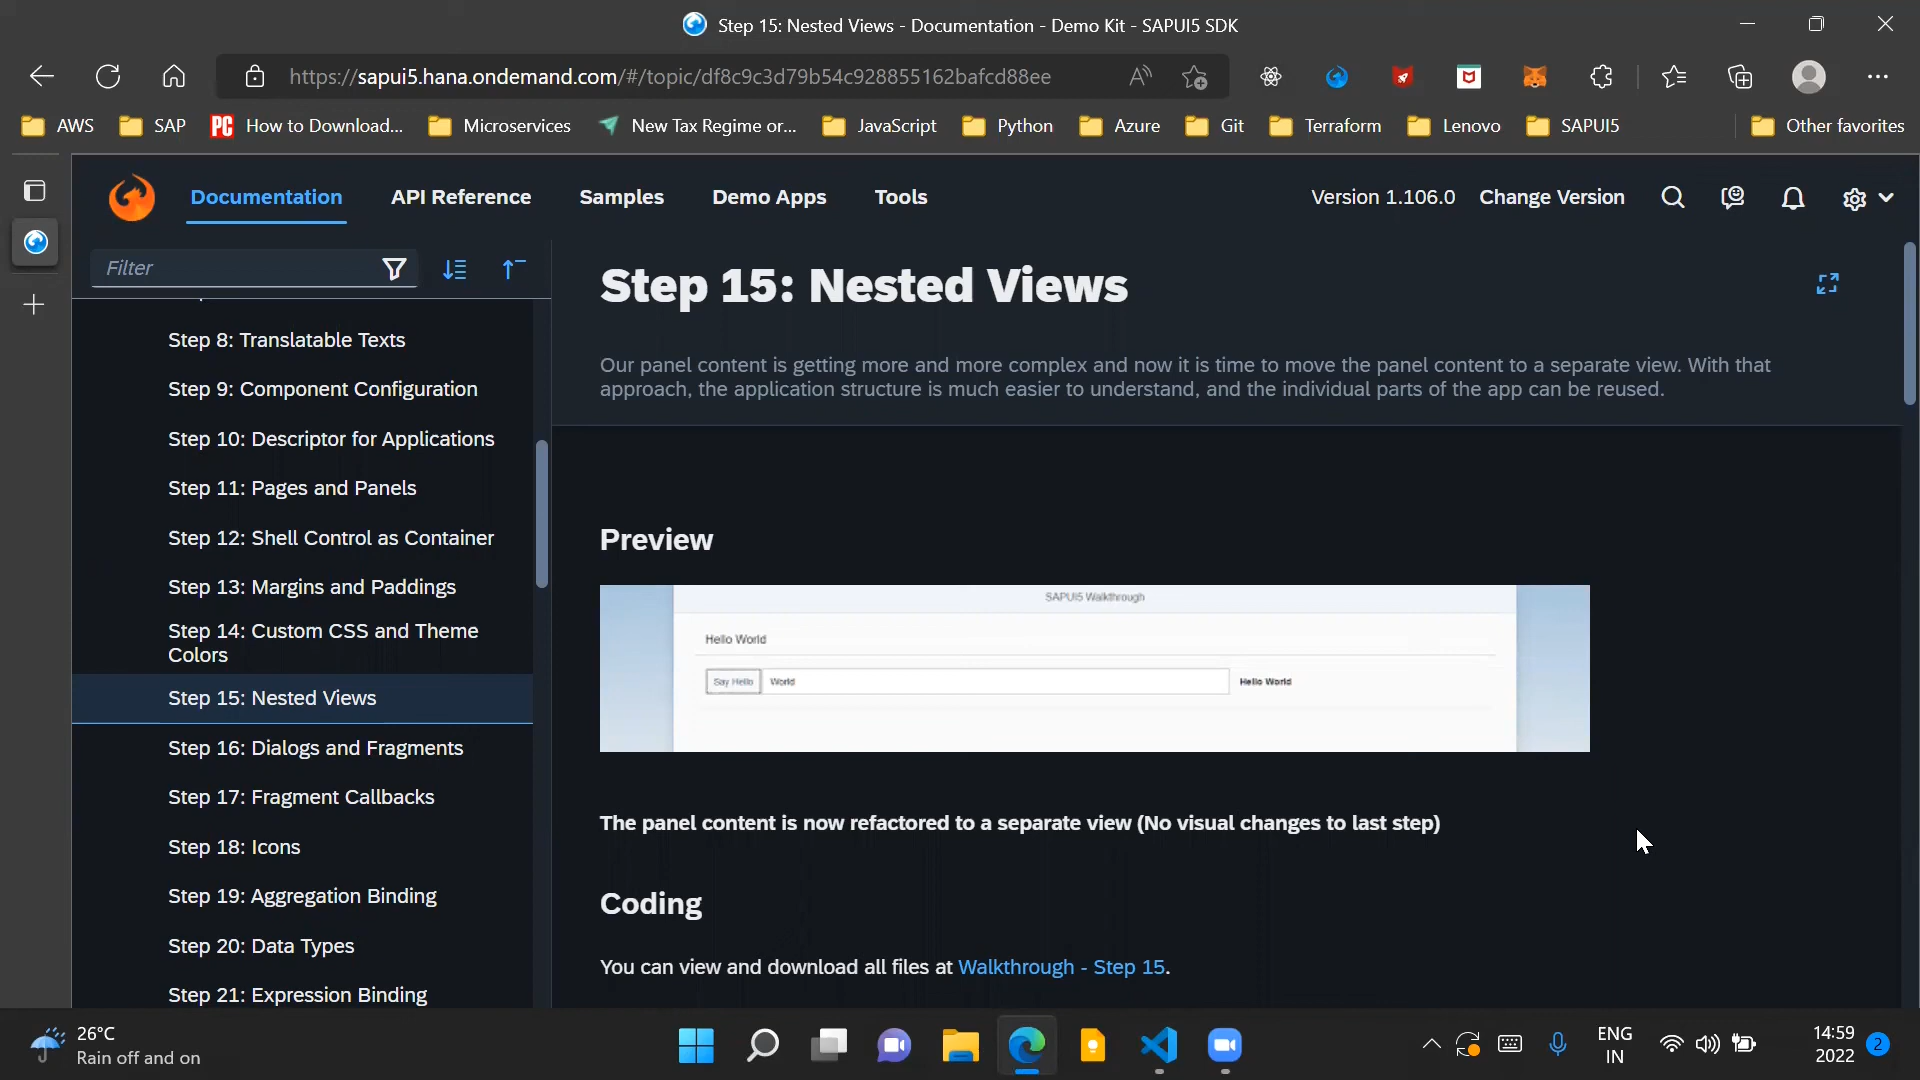 Step 15: Nested Views - Documentation - Demo Kit - SAPUI5 SDK
https://sapui5.hana.ondemand.com/#/topic/df8c9c3d79b54c928855162bafcd88ee
AWS SAP PC How to Download... Microservices New Tax Regime or... JavaScript Python Azure Git Terraform Lenovo SAPUI5 Other favorites
Documentation API Reference Samples Demo Apps Tools Version 1.106.0 Change Version
Filter
Step 8: Translatable Texts
Step 9: Component Configuration
Step 10: Descriptor for Applications
Step 11: Pages and Panels
Step 12: Shell Control as Container
Step 13: Margins and Paddings
Step 14: Custom CSS and Theme
Colors
Step 15: Nested Views
Step 16: Dialogs and Fragments
Step 17: Fragment Callbacks
Step 18: Icons
Step 19: Aggregation Binding
Step 20: Data Types
Step 21: Expression Binding
Step 15: Nested Views
Our panel content is getting more and more complex and now it is time to move the panel content to a separate view. With that
approach, the application structure is much easier to understand, and the individual parts of the app can be reused.
Preview
SAPUI5 Walkthrough
Hello World
Say Hello World Hello World
The panel content is now refactored to a separate view (No visual changes to last step)
Coding
You can view and download all files at Walkthrough - Step 15.
26°C
Rain off and on
ENG
IN
14:59
2022
2